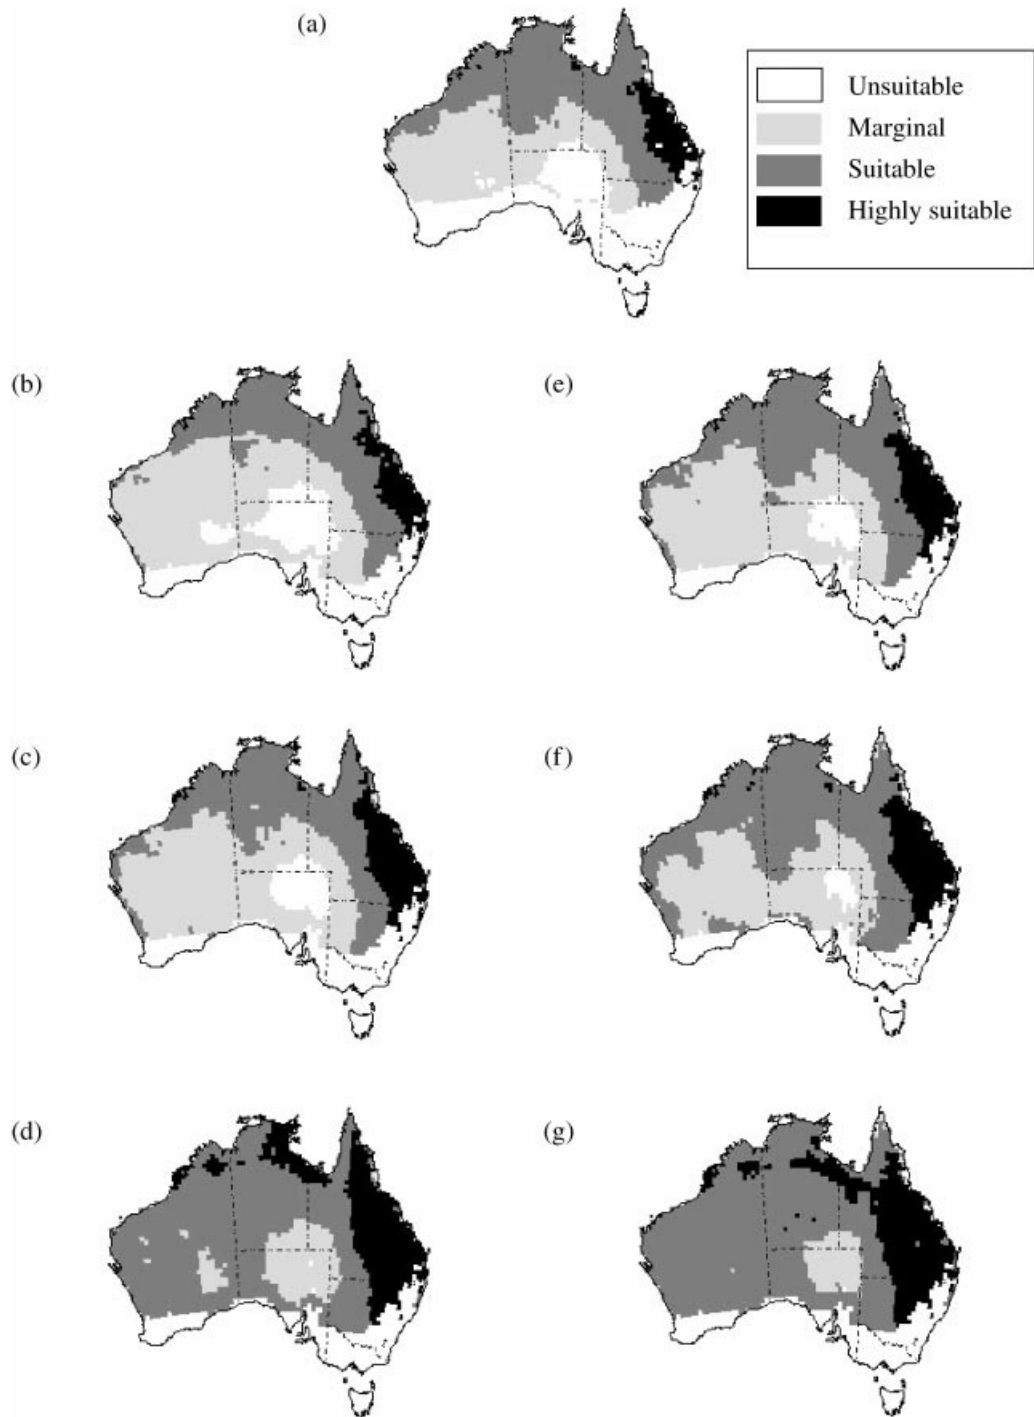 (a)
Unsuitable
Marginal
Suitable
Highly suitable
(b)
(e)
(c)
(f)
(d)
(g)